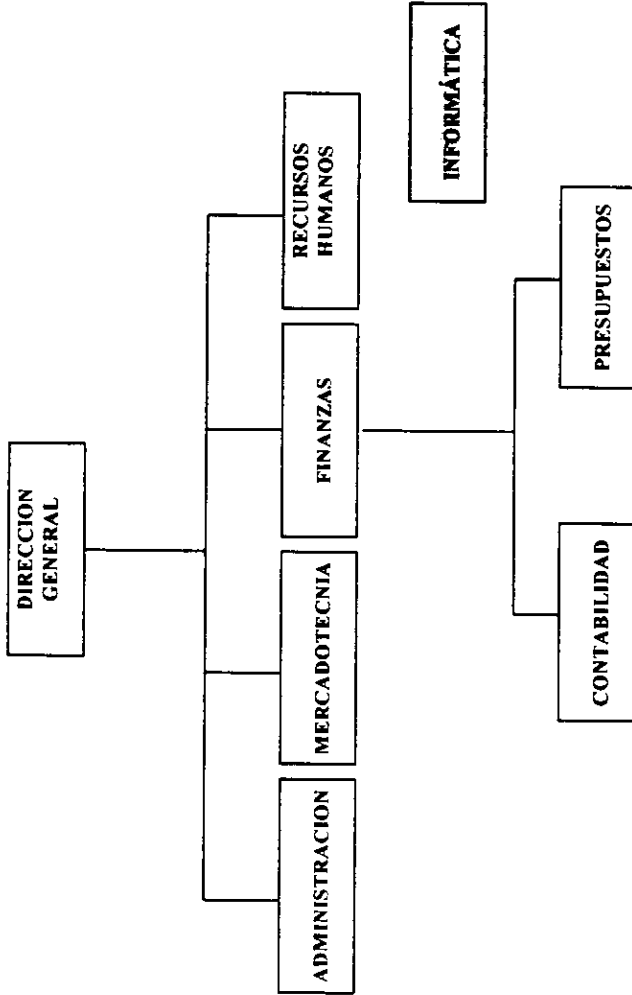 DIRECCION
GENERAL
ADMINISTRACION
MERCADOTECNIA
FINANZAS
RECURSOS
HUMANOS
INFORMÁTICA
CONTABILIDAD
PRESUPUESTOS